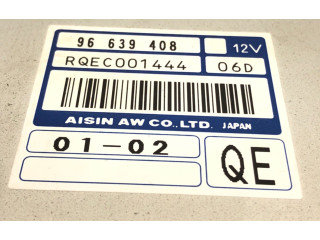 96 639 408 12V
RQEC001444 06D
AISIN AW CO.,LTD. JAPAN
01-02 QE